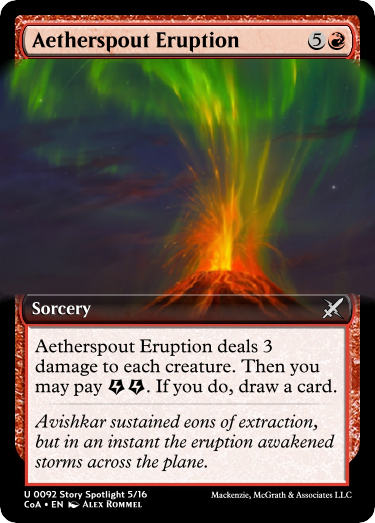 Aetherspout Eruption 5
Sorcery
Aetherspout Eruption deals 3
damage to each creature. Then you
may pay. If you do, draw a card.
Avishkar sustained eons of extraction,
but in an instant the eruption awakened
storms across the plane.
U 0092 Story Spotlight 5/16
CoA • EN Alex Rommel
Mackenzie, McGrath & Associates LLC